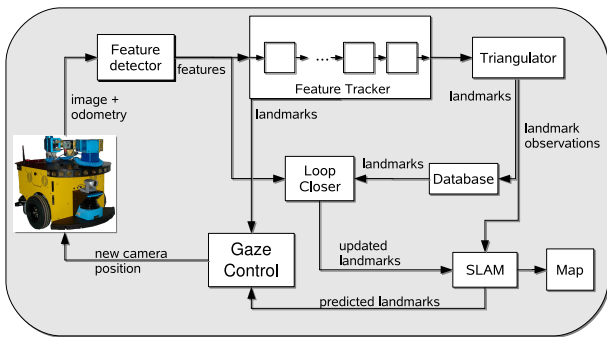 Feature
detector
features
...
Feature Tracker
Triangulator
image +
odometry
landmarks
landmarks
landmark
observations
Loop
Closer
landmarks
Database
Gaze
Control
new camera
position
updated
landmarks
SLAM
Map
predicted landmarks